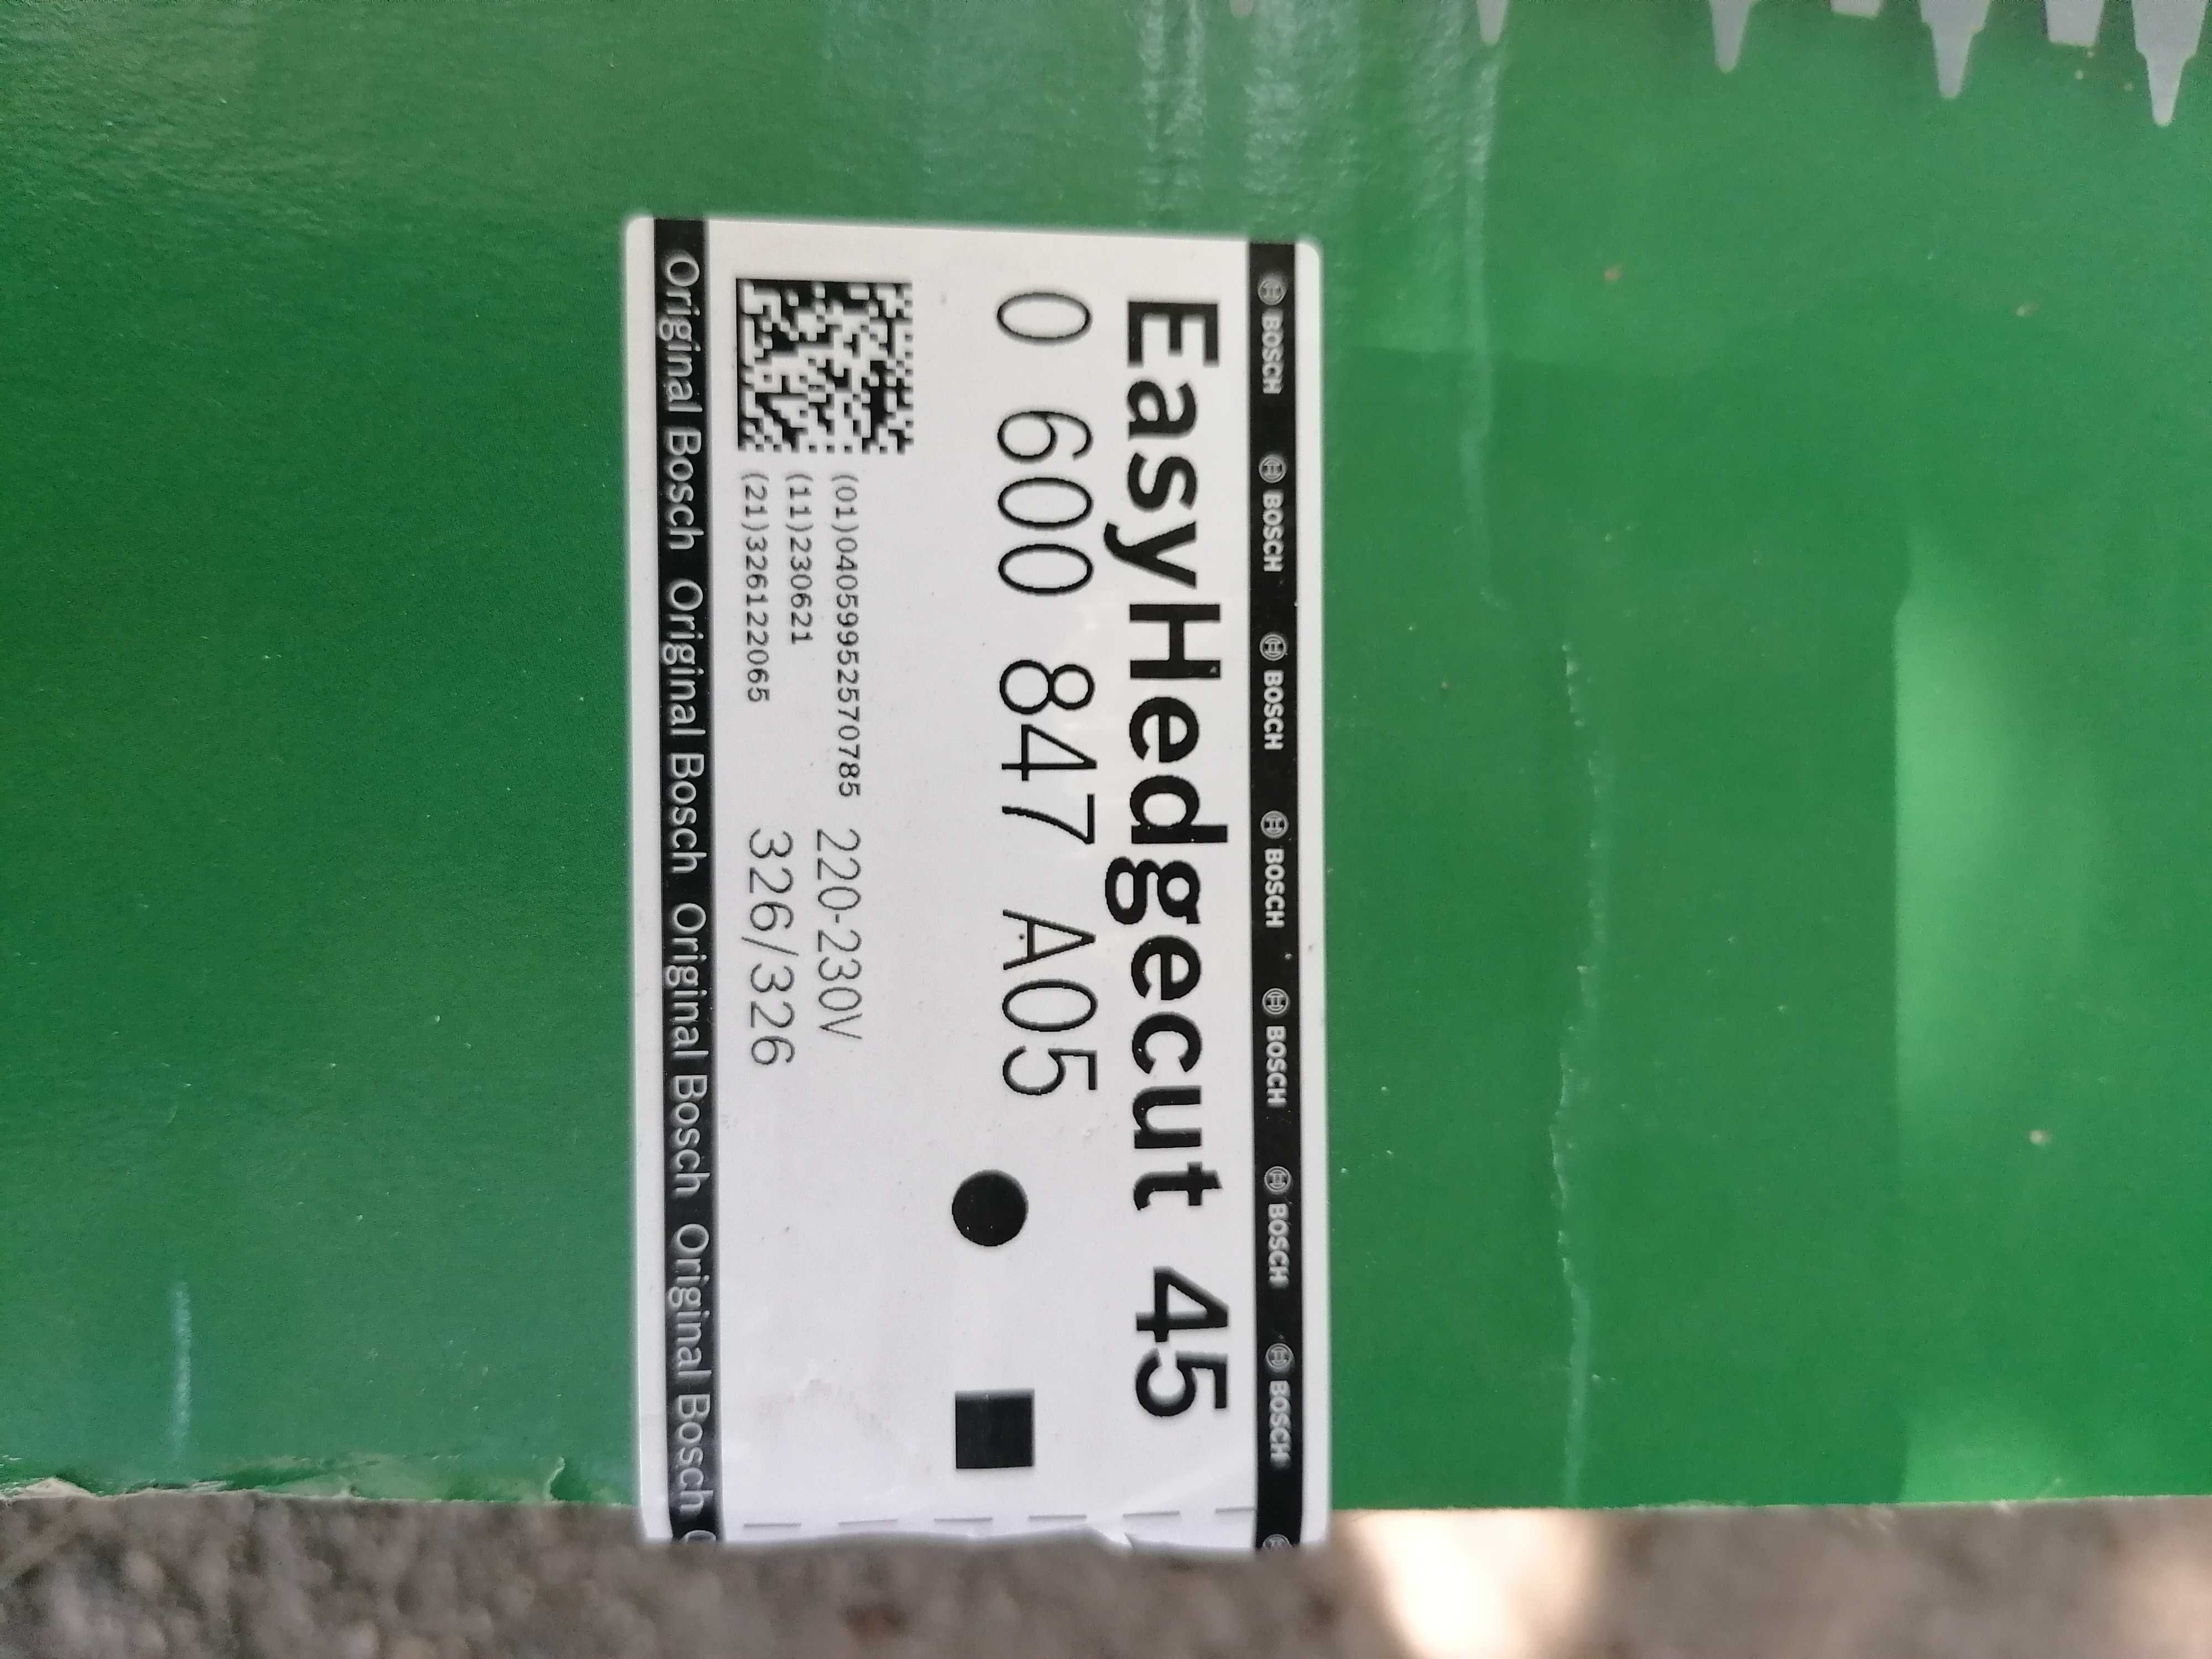 BOSCH BOSCH BOSCH BOSCH BOSCH BOSCH BOSCH
EasyHedgecut 45
0 600 847 A05
(01)04059952570785 220-230V
(11)230621
(21)326122065 326/326
Original Bosch Original Bosch Original Bosch Original Bosch O